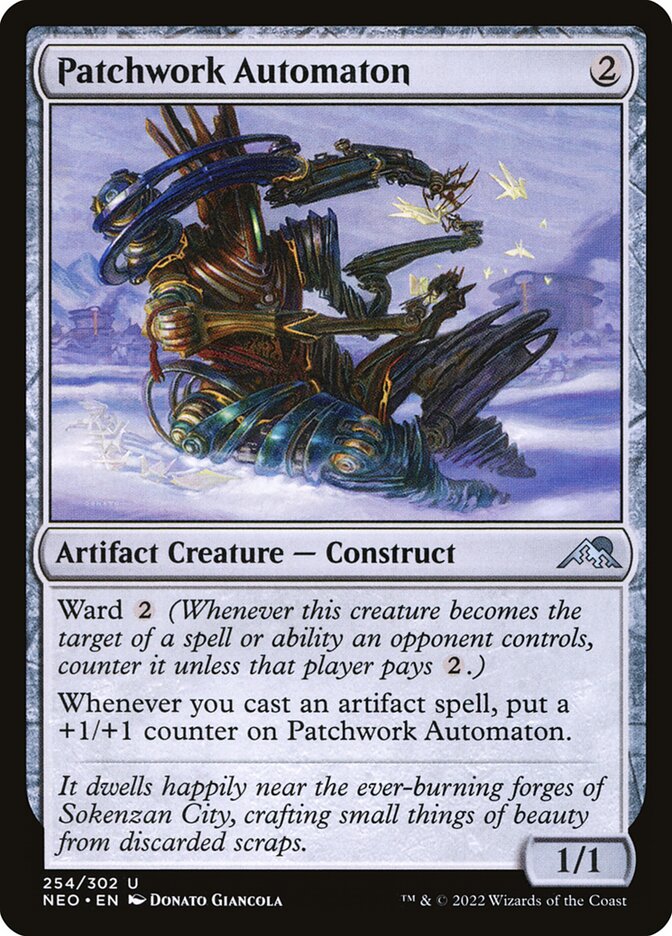 Patchwork Automaton 2
Artifact Creature — Construct
Ward 2 (Whenever this creature becomes the
target of a spell or ability an opponent controls,
counter it unless that player pays 2.)
Whenever you cast an artifact spell, put a
+1/+1 counter on Patchwork Automaton.
It dwells happily near the ever-burning forges of
Sokenzan City, crafting small things of beauty
from discarded scraps.
1/1
254/302 U
NEO • EN Donato Giancola ™ & © 2022 Wizards of the Coast